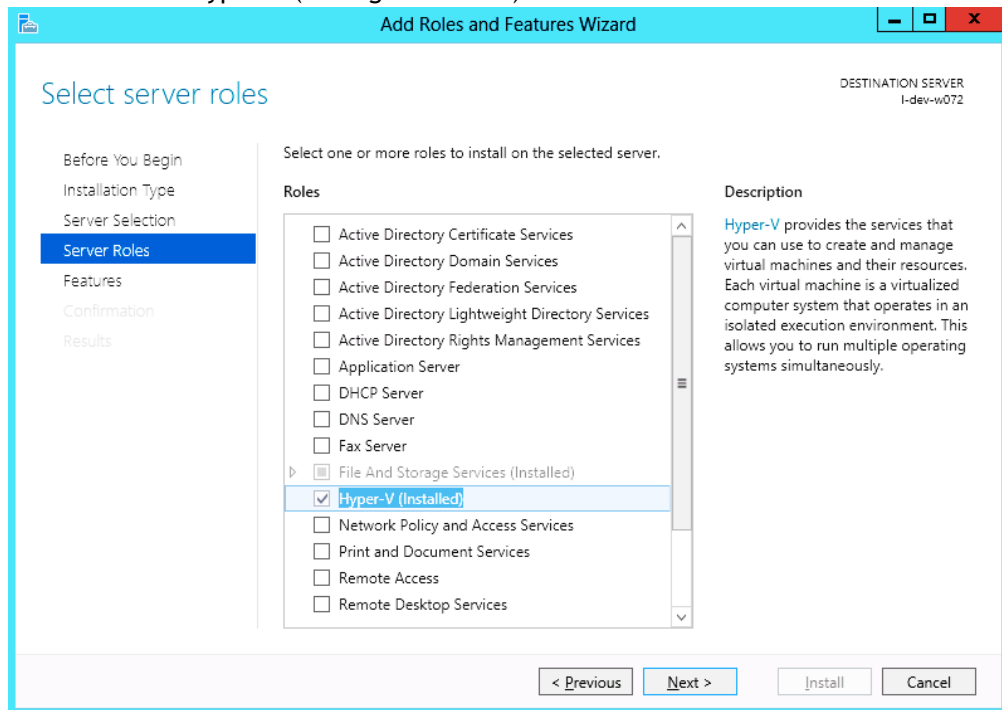 Add Roles and Features Wizard
Select server roles
DESTINATION SERVER
l-dev-w072
Before You Begin
Installation Type
Server Selection
Server Roles
Features
Confirmation
Results
Select one or more roles to install on the selected server.
Roles
Active Directory Certificate Services
Active Directory Domain Services
Active Directory Federation Services
Active Directory Lightweight Directory Services
Active Directory Rights Management Services
Application Server
DHCP Server
DNS Server
Fax Server
File And Storage Services (Installed)
Hyper-V (Installed)
Network Policy and Access Services
Print and Document Services
Remote Access
Remote Desktop Services
Description
Hyper-V provides the services that
you can use to create and manage
virtual machines and their resources.
Each virtual machine is a virtualized
computer system that operates in an
isolated execution environment. This
allows you to run multiple operating
systems simultaneously.
< Previous
Next >
Install
Cancel